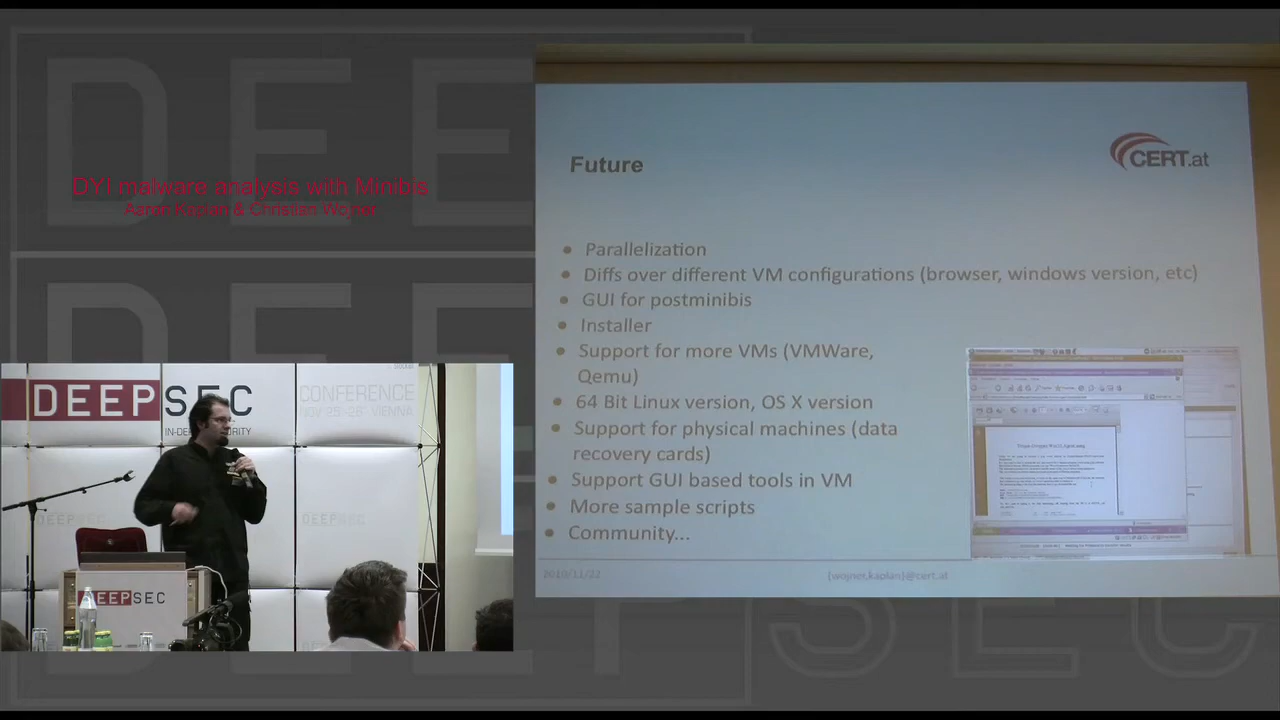 DYI malware analysis with Minibis
Aaron Kaplan & Christian Wojner
DEEPSEC
CONFERENCE
NOV 23-26 VIENNA
DEEPSEC
CERT.at
Future
Parallelization
Diffs over different VM configurations (browser, windows version, etc)
GUI for postminibis
Installer
Support for more VMs (VMWare,
Qemu)
64 Bit Linux version, OS X version
Support for physical machines (data
recovery cards)
Support GUI based tools in VM
More sample scripts
Community...
2010/11/22
{wojner,kaplan}@cert.at
DEE
DEE
SEC